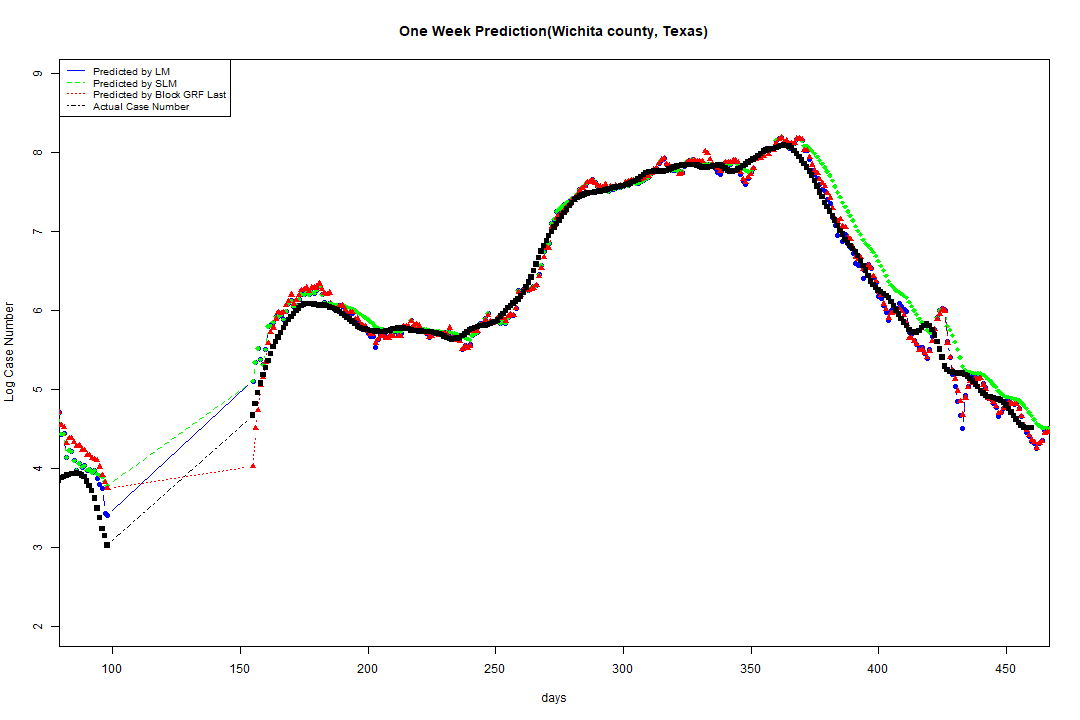 One Week Prediction(Wichita county, Texas)
Predicted by LM
Predicted by SLM
Predicted by Block GRF Last
Actual Case Number
9
8
7
6
5
4
3
2
Log Case Number
100 150 200 250 300 350 400 450
days